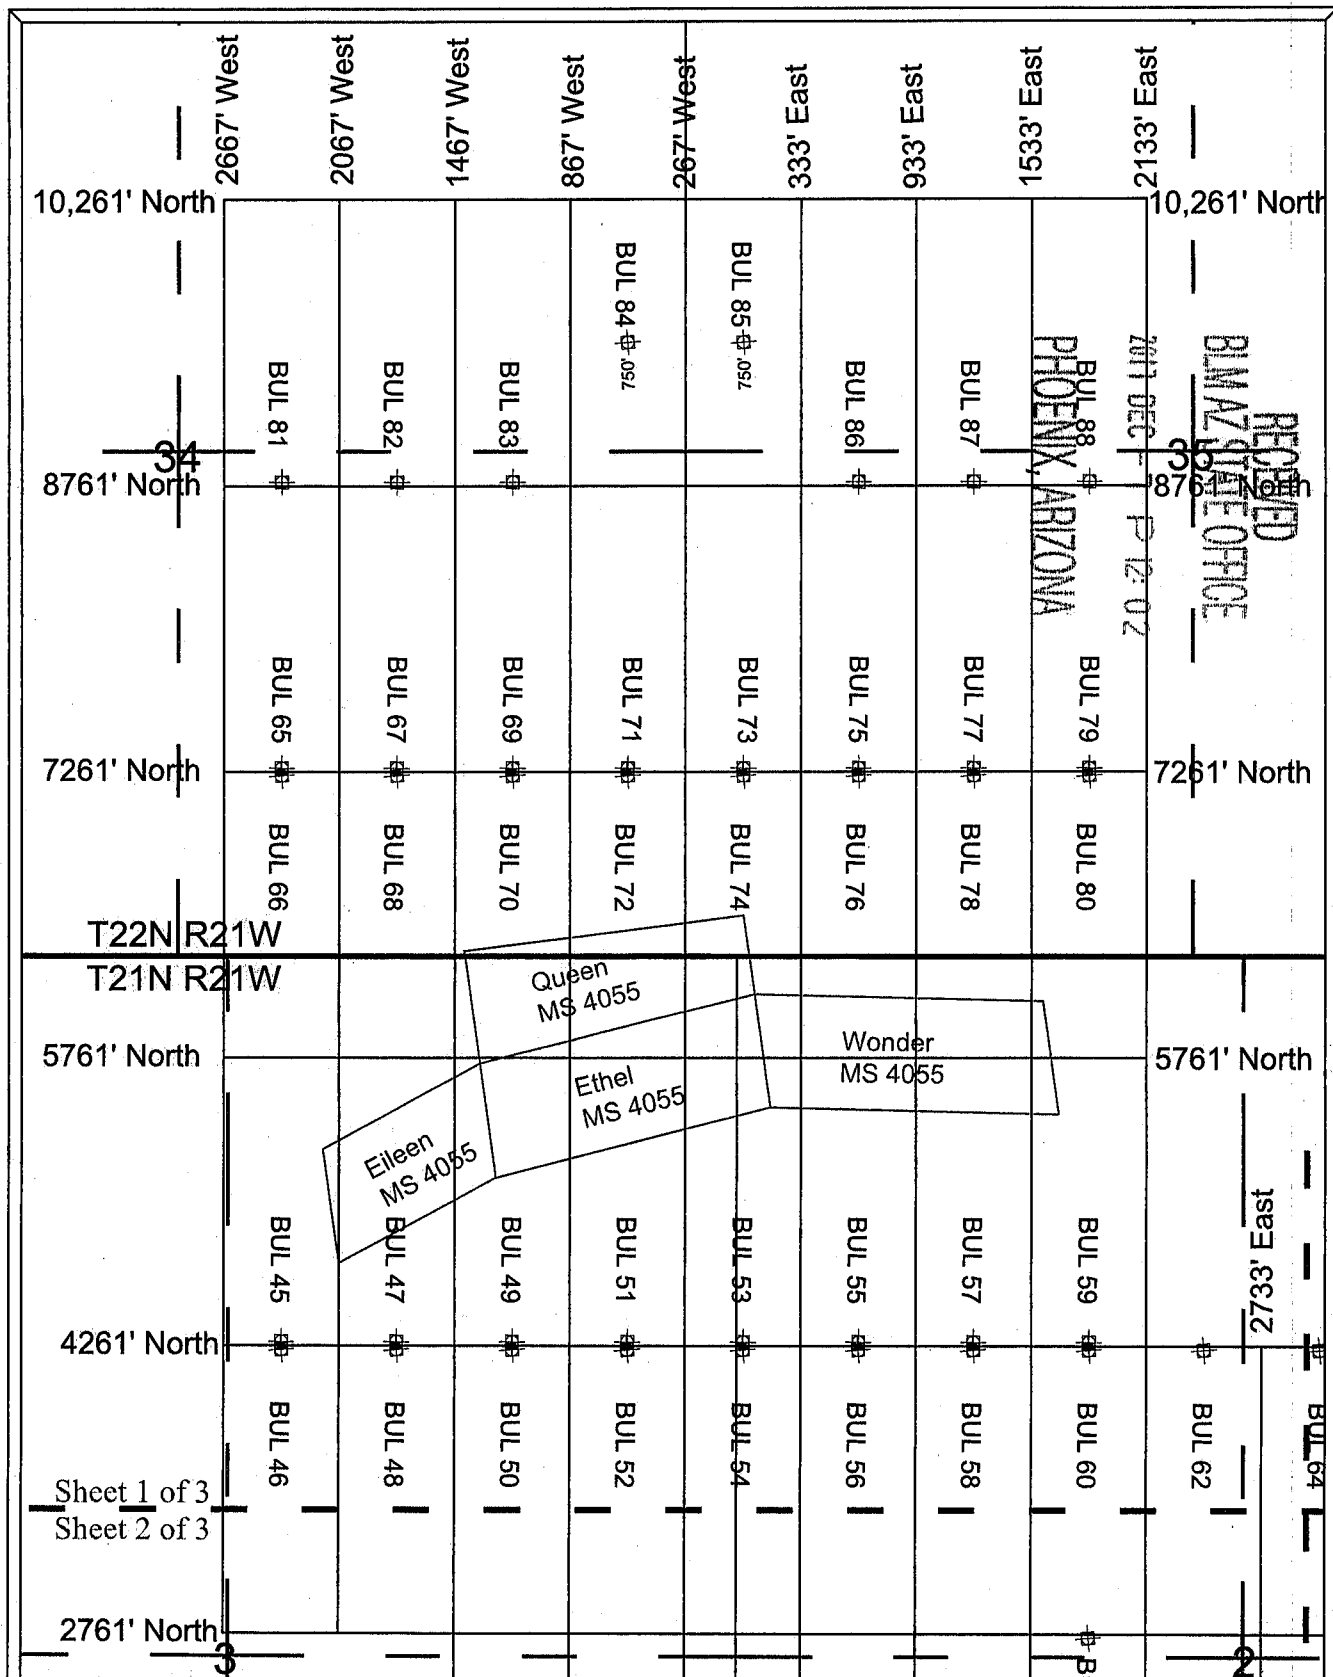 2667' West
2067' West
1467' West
867' West
267' West
333' East
933' East
1533' East
2133' East
10,261' North
10,261' North
BUL 84
750'
BUL 85
750'
BUL 81
BUL 82
BUL 83
BUL 86
BUL 87
BUL 88
RECEIVED
BLM AZ STATE OFFICE
P 12:02
PHOENIX, ARIZONA
34
35
8761' North
8761' North
BUL 65
BUL 67
BUL 69
BUL 71
BUL 73
BUL 75
BUL 77
BUL 79
7261' North
7261' North
BUL 66
BUL 68
BUL 70
BUL 72
BUL 74
BUL 76
BUL 78
BUL 80
T22N R21W
T21N R21W
Queen
MS 4055
Wonder
MS 4055
5761' North
5761' North
Ethel
MS 4055
Eileen
MS 4055
BUL 45
BUL 47
BUL 49
BUL 51
BUL 53
BUL 55
BUL 57
BUL 59
2733' East
4261' North
BUL 46
BUL 48
BUL 50
BUL 52
BUL 54
BUL 56
BUL 58
BUL 60
BUL 62
BUL 64
Sheet 1 of 3
Sheet 2 of 3
2761' North
3
2
B